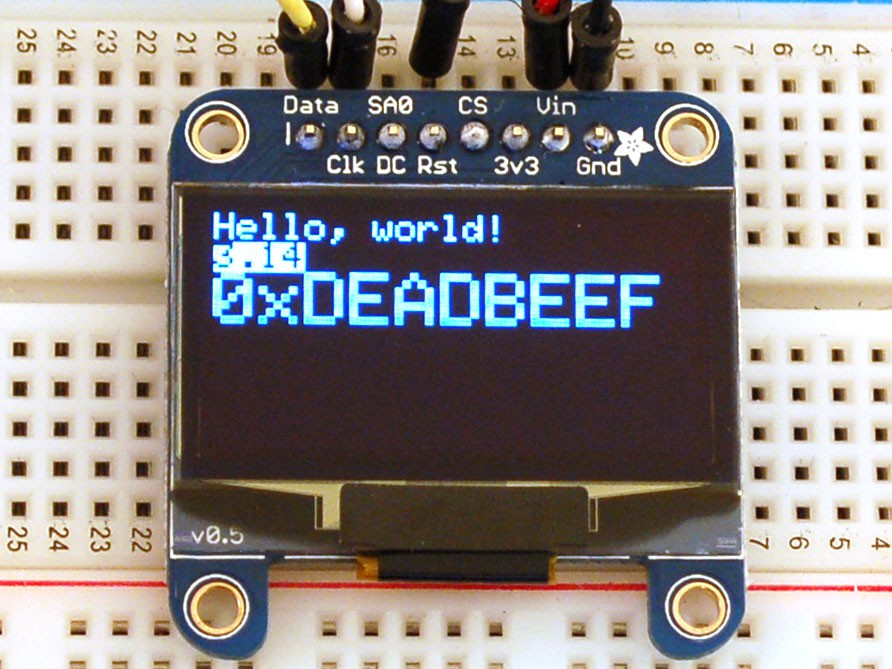 25 24 23 22 21 20 19 16 14 13 10 9 8 7 6 5 4
Data SA0 CS Vin
Clk DC Rst 3v3 Gnd
Hello, world!
3.14
0xDEADBEEF
v0.5
25 24 23 22 7 6 5 4